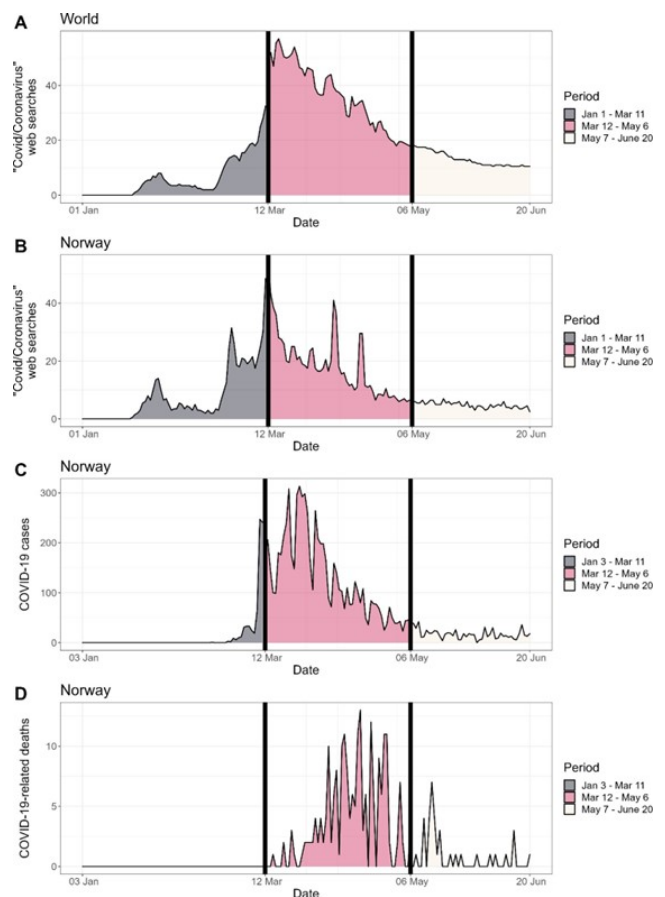 A World
"Covid/Coronavirus"
web searches
40
20
0
01 Jan 12 Mar 06 May 20 Jun
Date
Period
Jan 1 - Mar 11
Mar 12 - May 6
May 7 - June 20
B Norway
"Covid/Coronavirus"
web searches
40
20
0
01 Jan 12 Mar 06 May 20 Jun
Date
Period
Jan 1 - Mar 11
Mar 12 - May 6
May 7 - June 20
C Norway
COVID-19 cases
300
200
100
0
03 Jan 12 Mar 06 May 20 Jun
Date
Period
Jan 3 - Mar 11
Mar 12 - May 6
May 7 - June 20
D Norway
COVID-19-related deaths
10
5
0
03 Jan 12 Mar 06 May 20 Jun
Date
Period
Jan 3 - Mar 11
Mar 12 - May 6
May 7 - June 20